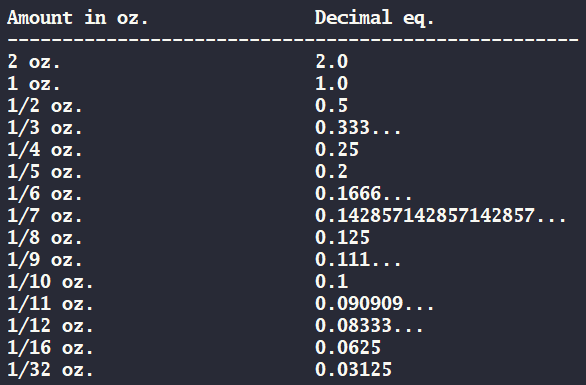 Amount in oz. Decimal eq.
----------------------------------------------------
2 oz. 2.0
1 oz. 1.0
1/2 oz. 0.5
1/3 oz. 0.333...
1/4 oz. 0.25
1/5 oz. 0.2
1/6 oz. 0.1666...
1/7 oz. 0.142857142857142857...
1/8 oz. 0.125
1/9 oz. 0.111...
1/10 oz. 0.1
1/11 oz. 0.090909...
1/12 oz. 0.08333...
1/16 oz. 0.0625
1/32 oz. 0.03125